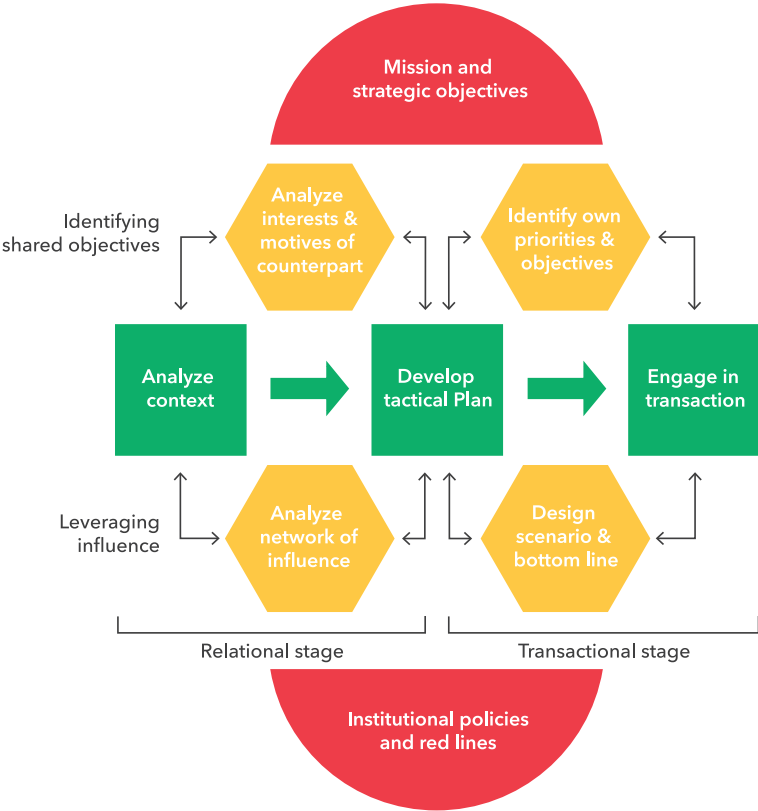 Mission and
strategic objectives
Analyze
interests &
motives of
counterpart
Identify own
priorities &
objectives
Identifying
shared objectives
Analyze
context
Develop
tactical Plan
Engage in
transaction
Leveraging
influence
Analyze
network of
influence
Design
scenario &
bottom line
Relational stage
Transactional stage
Institutional policies
and red lines